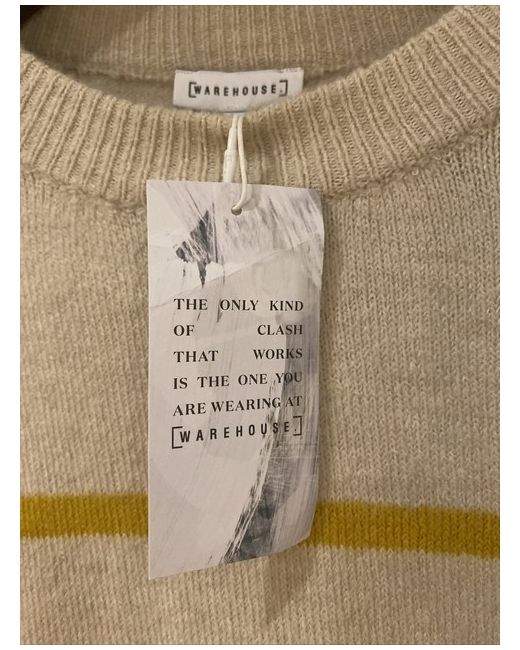 [WAREHOUSE.]
THE ONLY KIND
OF CLASH
THAT WORKS
IS THE ONE YOU
ARE WEARING AT
[WAREHOUSE.]